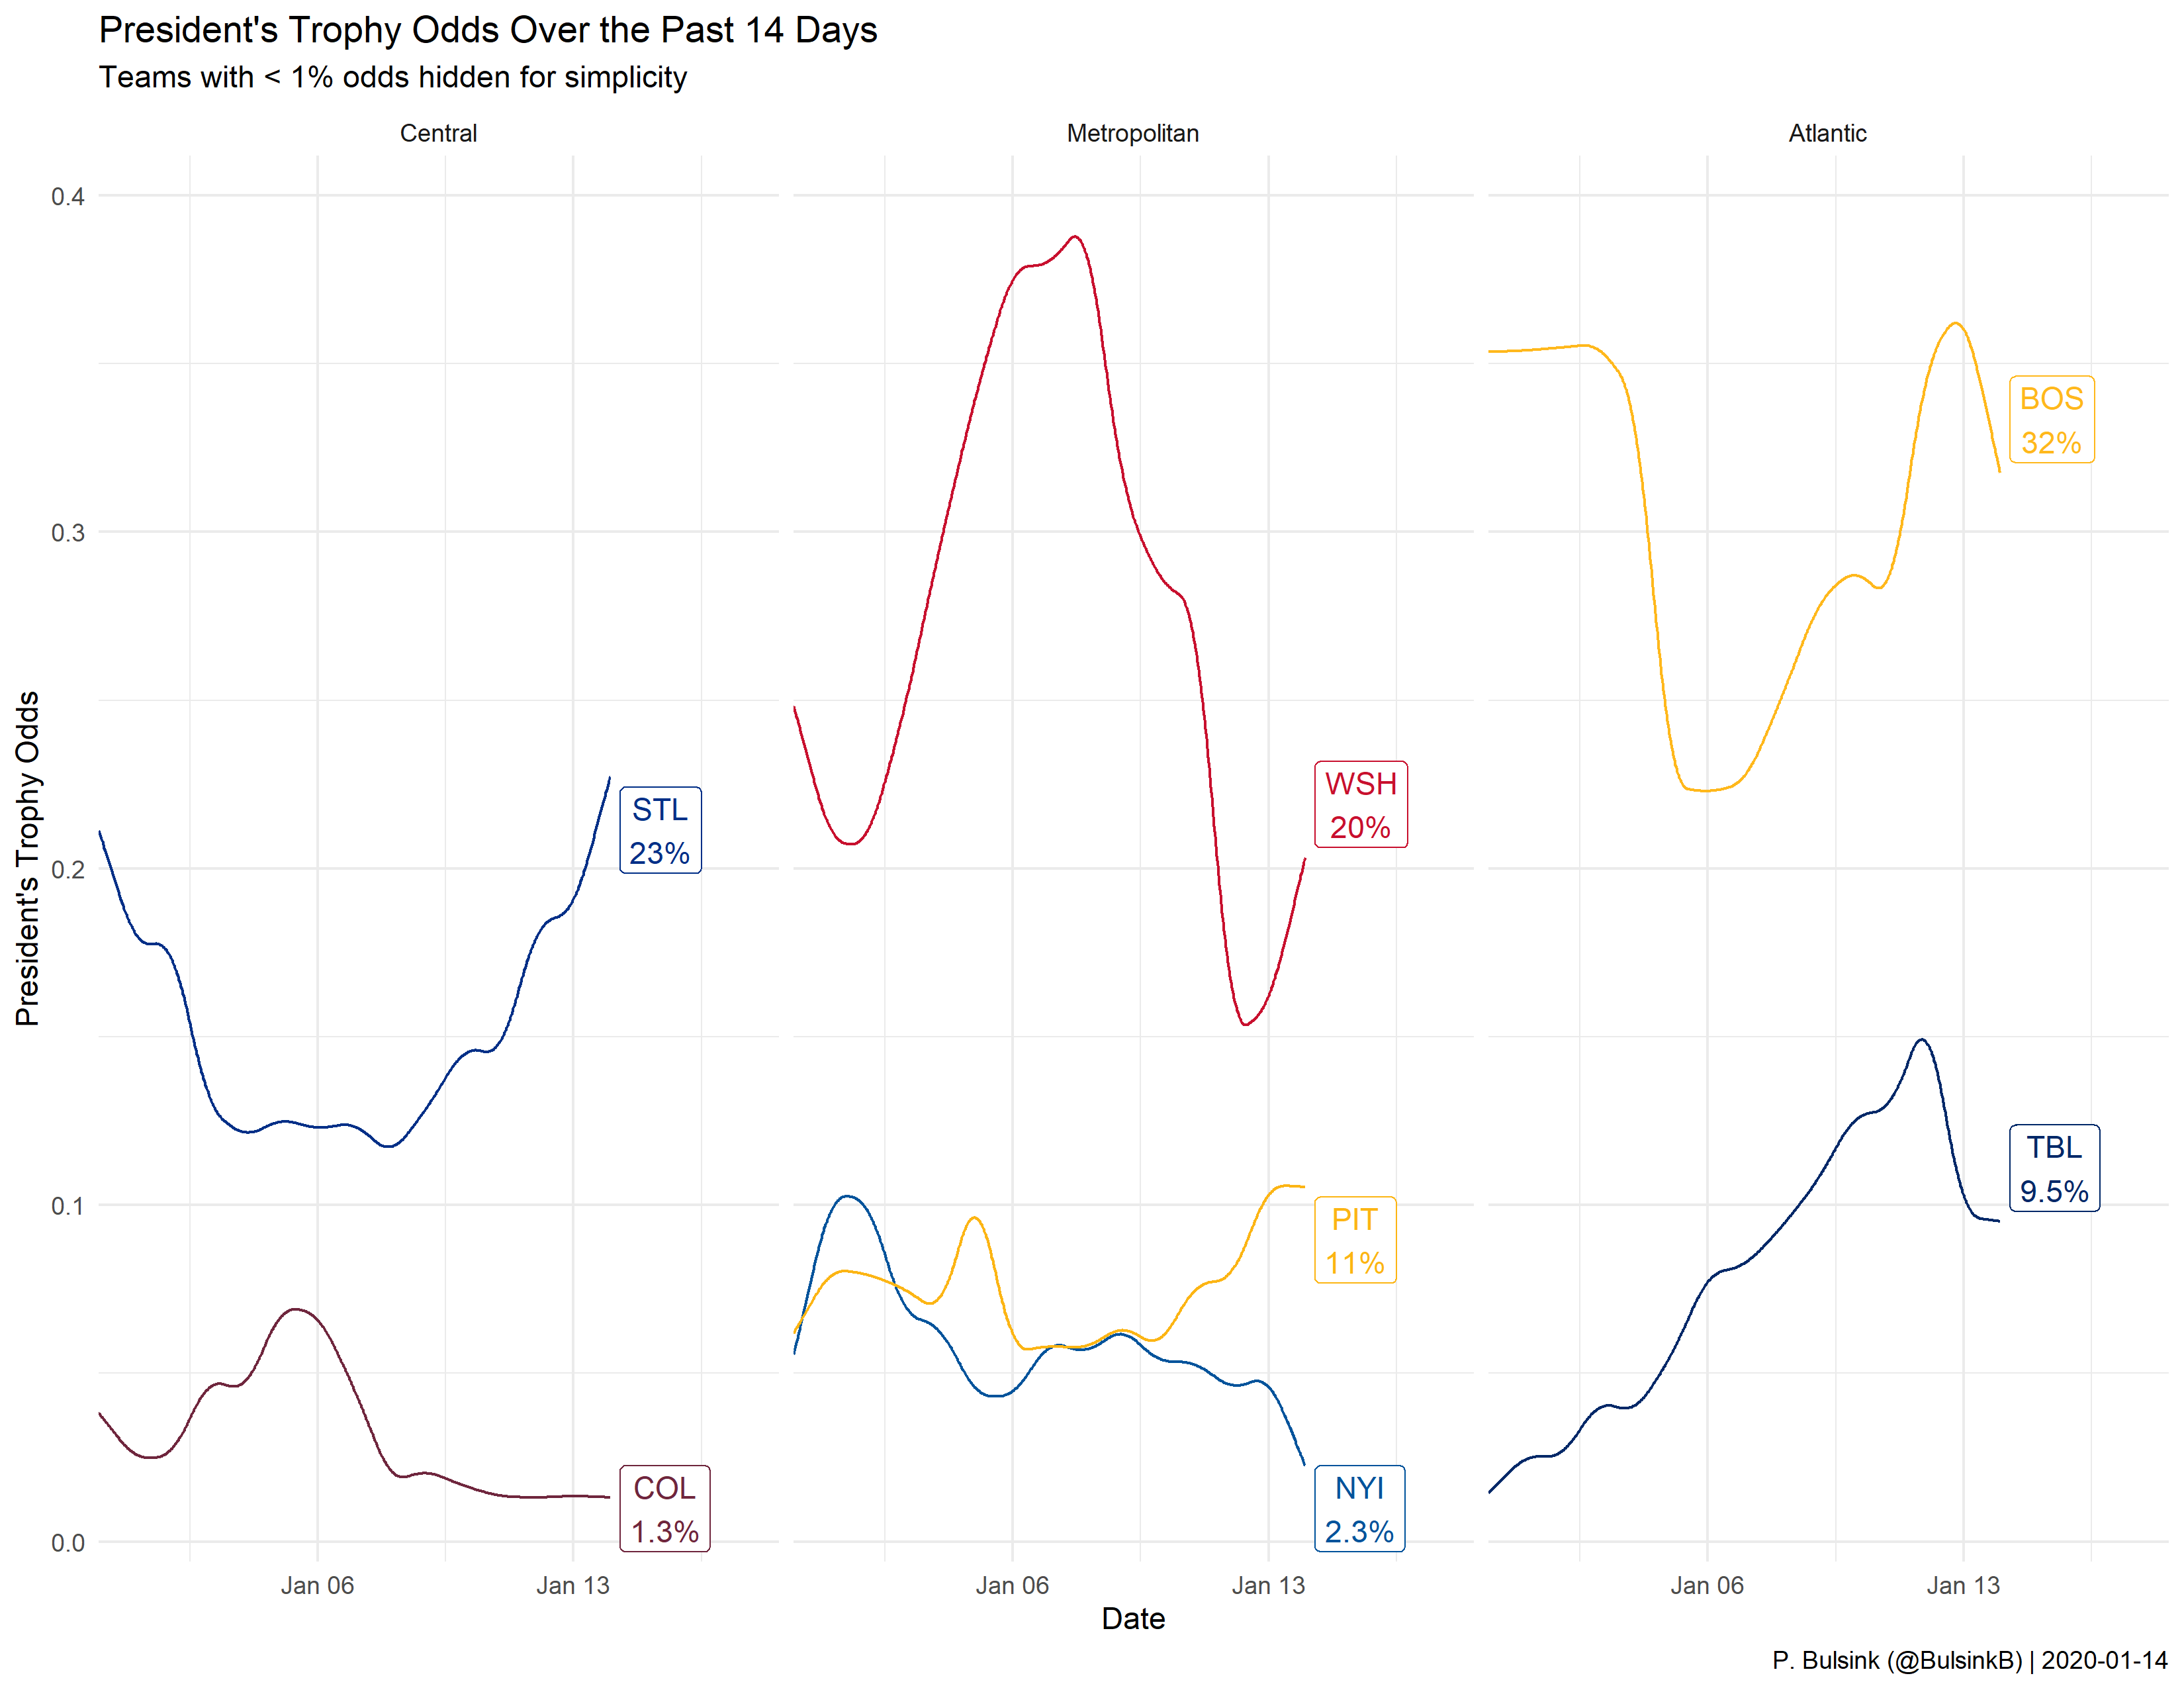 President's Trophy Odds Over the Past 14 Days
Teams with < 1% odds hidden for simplicity
Central
Metropolitan
Atlantic
President's Trophy Odds
0.4
0.3
0.2
0.1
0.0
STL
23%
COL
1.3%
WSH
20%
PIT
11%
NYI
2.3%
BOS
32%
TBL
9.5%
Jan 06
Jan 13
Jan 06
Jan 13
Jan 06
Jan 13
Date
P. Bulsink (@BulsinkB) | 2020-01-14